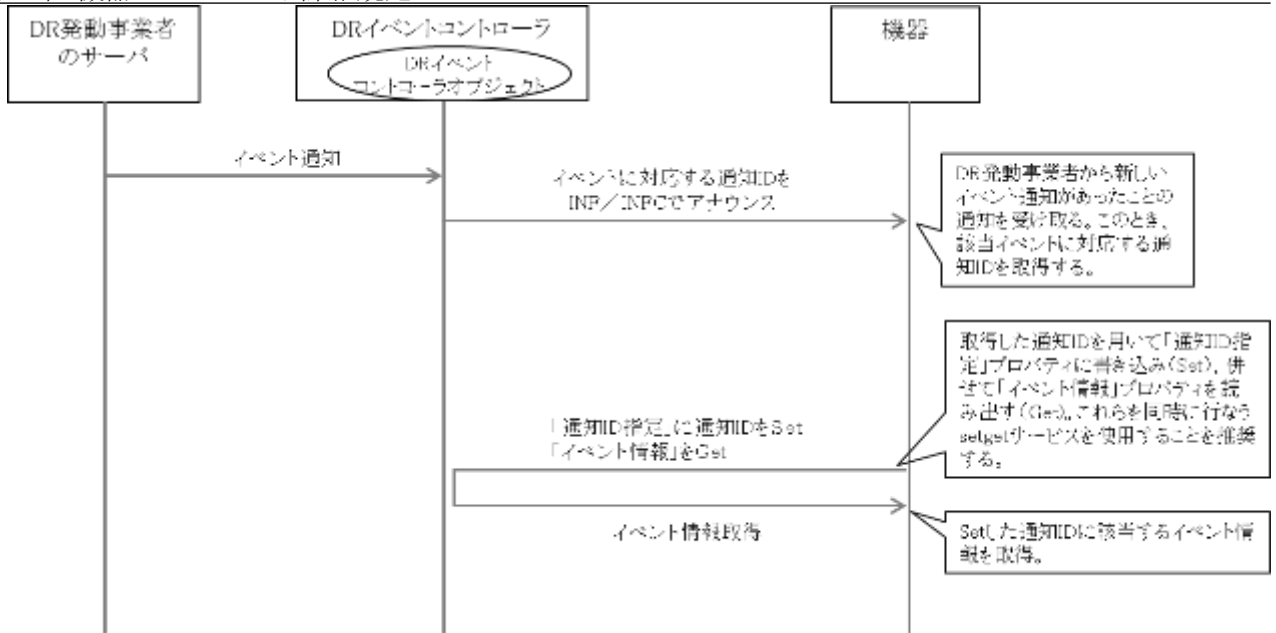 DR発動事業者
のサーバ
DRイベントコントローラ
DRイベント
コントローラオブジェクト
機器
イベント通知
イベントに対応する通知IDを
INF／INFCでアナウンス
DR発動事業者から新しい
イベント通知があったことの
通知を受け取る。このとき、
該当イベントに対応する通
知IDを取得する。
取得した通知IDを用いて「通知ID指
定」プロパティに書き込み(Set)、併
せて「イベント情報」プロパティを読
み出す(Get)。これらを同時に行なう
setgetサービスを使用することを推奨
する。
「通知ID指定」に通知IDをSet
「イベント情報」をGet
イベント情報取得
Setした通知IDに該当するイベント情
報を取得。